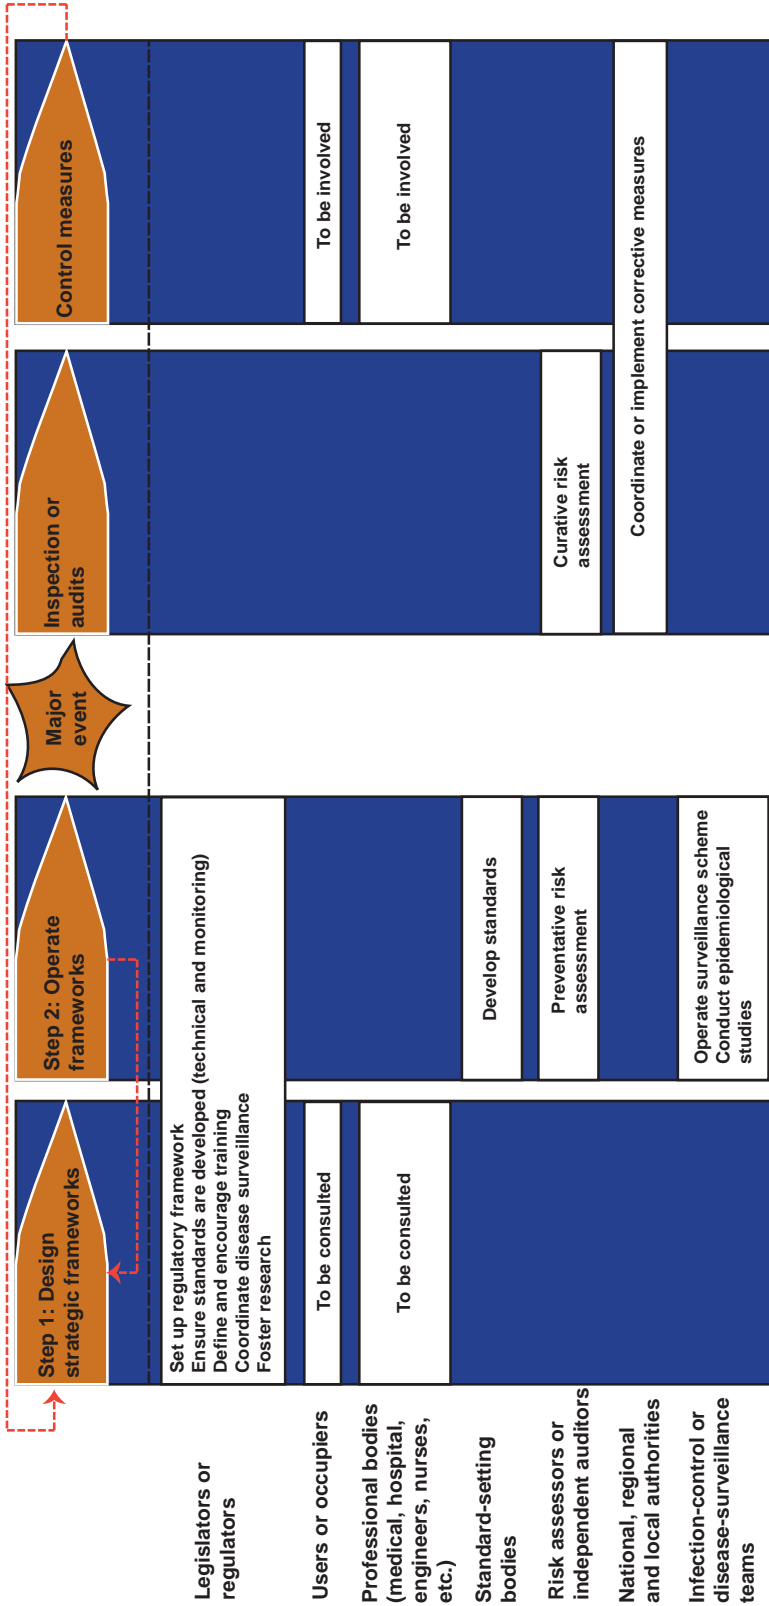 Step 1: Design
strategic frameworks
Step 2: Operate
frameworks
Major
event
Inspection or
audits
Control measures
Legislators or
regulators
Set up regulatory framework
Ensure standards are developed (technical and monitoring)
Define and encourage training
Coordinate disease surveillance
Foster research
Users or occupiers
To be consulted
To be involved
Professional bodies
(medical, hospital,
engineers, nurses,
etc.)
To be consulted
To be involved
Standard-setting
bodies
Develop standards
Risk assessors or
independent auditors
Preventative risk
assessment
Curative risk
assessment
National, regional
and local authorities
Coordinate or implement corrective measures
Infection-control or
disease-surveillance
teams
Operate surveillance scheme
Conduct epidemiological
studies